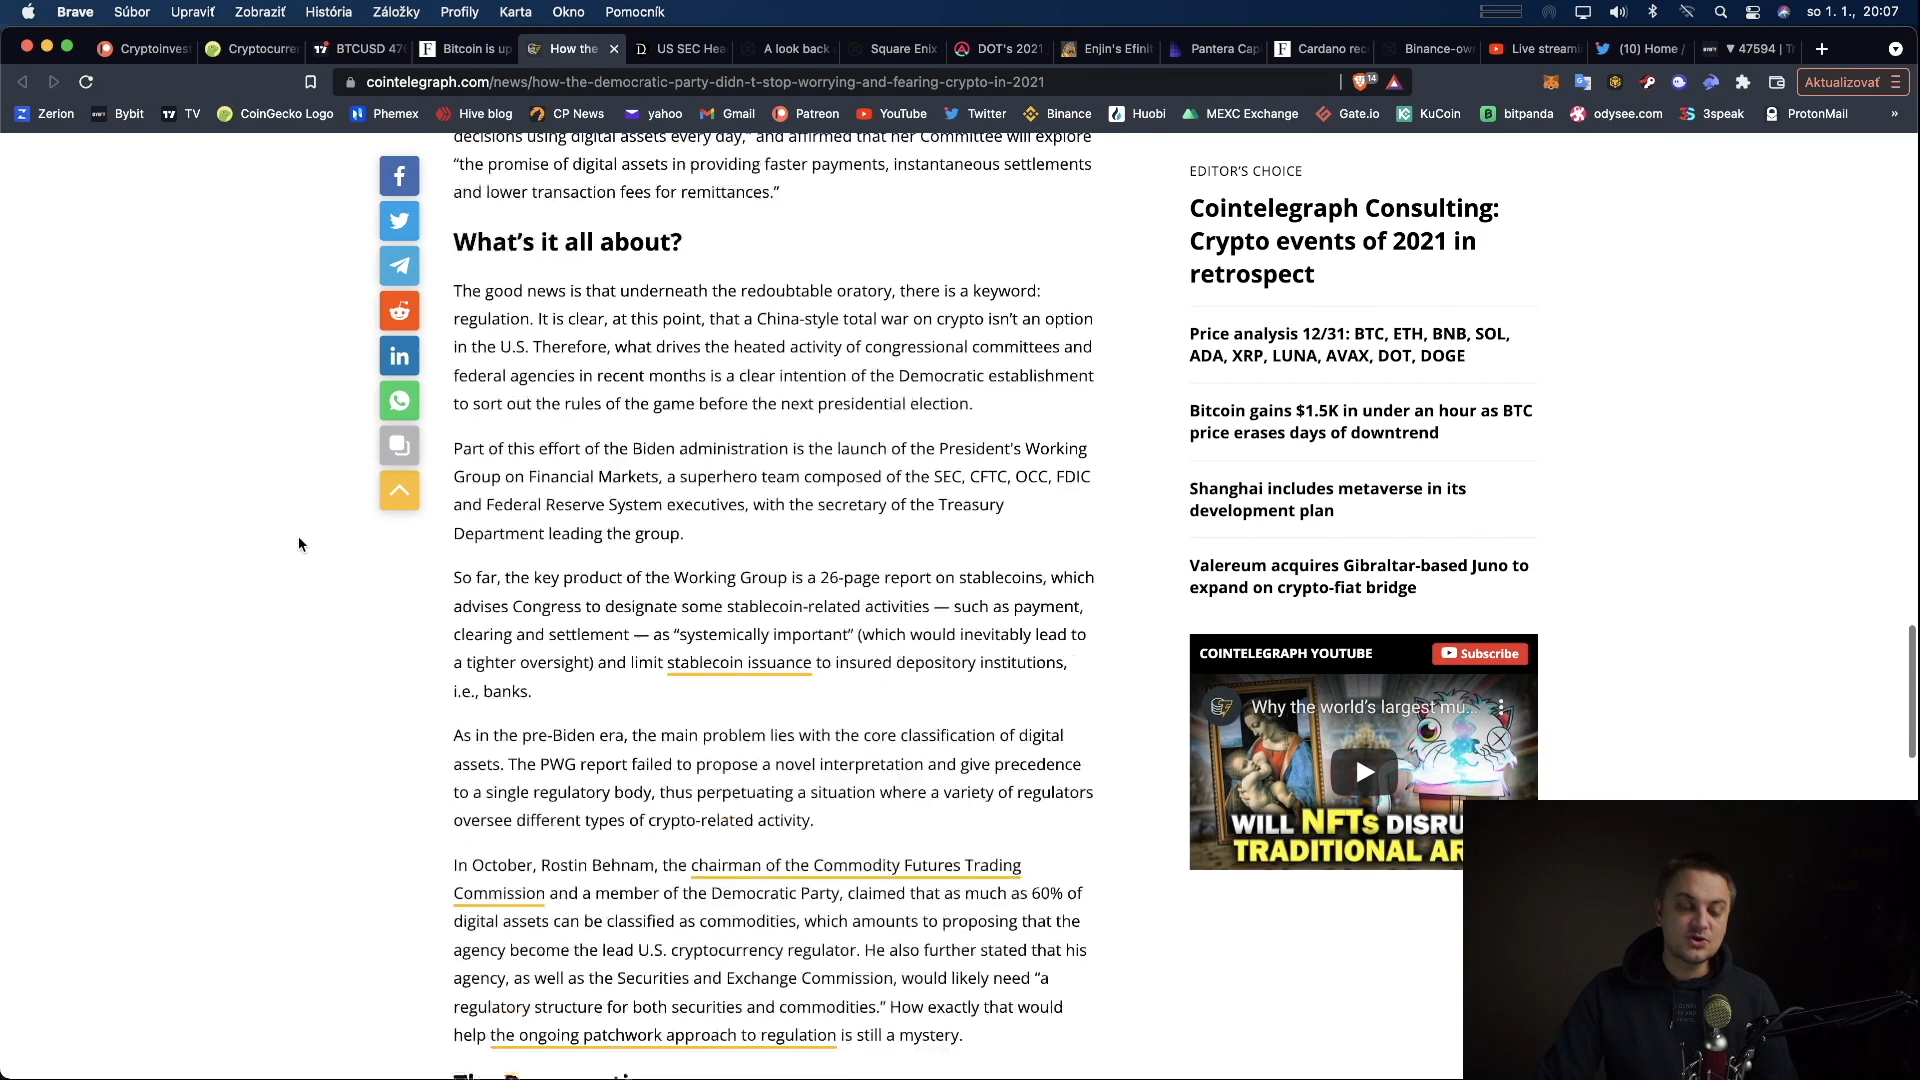 Brave Súbor Upraviť Zobraziť História Záložky Profily Karta Okno Pomocník so 1. 1., 20:07
Cryptoinvest Cryptocurre BTCUSD 47 Bitcoin is up How the US SEC Hea A look back Square Enix DOT's 2021 Enjin's Efinit Pantera Cap Cardano rec Binance-ow Live streami (10) Home / ▼ 47594 | Tr
cointelegraph.com/news/how-the-democratic-party-didn-t-stop-worrying-and-fearing-crypto-in-2021 14 Aktualizovať
Zerion Bybit TV CoinGecko Logo Phemex Hive blog CP News yahoo Gmail Patreon YouTube Twitter Binance Huobi MEXC Exchange Gate.io KuCoin bitpanda odysee.com 3speak ProtonMail »
decisions using digital assets every day,” and affirmed that her Committee will explore
“the promise of digital assets in providing faster payments, instantaneous settlements
and lower transaction fees for remittances.”
What’s it all about?
The good news is that underneath the redoubtable oratory, there is a keyword:
regulation. It is clear, at this point, that a China-style total war on crypto isn’t an option
in the U.S. Therefore, what drives the heated activity of congressional committees and
federal agencies in recent months is a clear intention of the Democratic establishment
to sort out the rules of the game before the next presidential election.
Part of this effort of the Biden administration is the launch of the President's Working
Group on Financial Markets, a superhero team composed of the SEC, CFTC, OCC, FDIC
and Federal Reserve System executives, with the secretary of the Treasury
Department leading the group.
So far, the key product of the Working Group is a 26-page report on stablecoins, which
advises Congress to designate some stablecoin-related activities — such as payment,
clearing and settlement — as “systemically important” (which would inevitably lead to
a tighter oversight) and limit stablecoin issuance to insured depository institutions,
i.e., banks.
As in the pre-Biden era, the main problem lies with the core classification of digital
assets. The PWG report failed to propose a novel interpretation and give precedence
to a single regulatory body, thus perpetuating a situation where a variety of regulators
oversee different types of crypto-related activity.
In October, Rostin Behnam, the chairman of the Commodity Futures Trading
Commission and a member of the Democratic Party, claimed that as much as 60% of
digital assets can be classified as commodities, which amounts to proposing that the
agency become the lead U.S. cryptocurrency regulator. He also further stated that his
agency, as well as the Securities and Exchange Commission, would likely need “a
regulatory structure for both securities and commodities.” How exactly that would
help the ongoing patchwork approach to regulation is still a mystery.
EDITOR’S CHOICE
Cointelegraph Consulting:
Crypto events of 2021 in
retrospect
Price analysis 12/31: BTC, ETH, BNB, SOL,
ADA, XRP, LUNA, AVAX, DOT, DOGE
Bitcoin gains $1.5K in under an hour as BTC
price erases days of downtrend
Shanghai includes metaverse in its
development plan
Valereum acquires Gibraltar-based Juno to
expand on crypto-fiat bridge
COINTELEGRAPH YOUTUBE Subscribe
Why the world’s largest mu...
WILL NFTs DISRU
TRADITIONAL AR